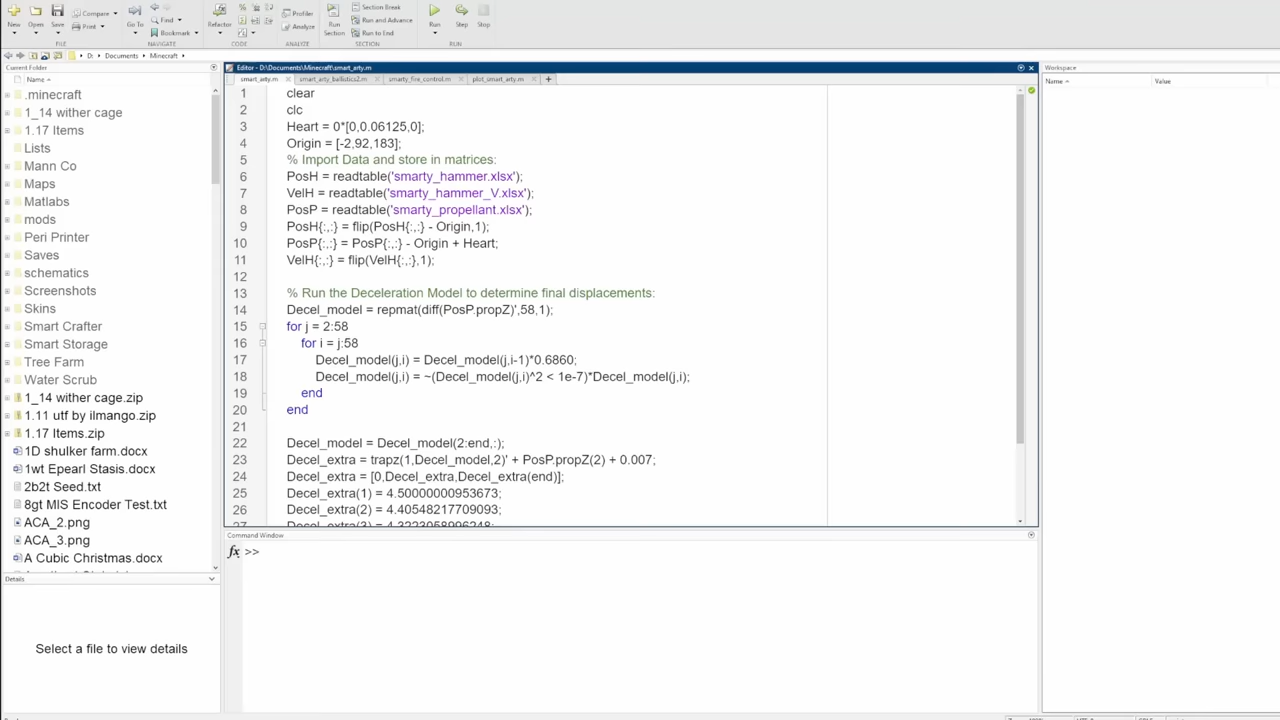 New
Open
Save
Compare
Print
Go To
Find
Bookmark
Refactor
Profiler
Analyze
Run
Section
Section Break
Run and Advance
Run to End
Run
Step
Stop
FILE
NAVIGATE
CODE
ANALYZE
SECTION
RUN
D: Documents Minecraft
Current Folder
Name
.minecraft
1_14 wither cage
1.17 Items
Lists
Mann Co
Maps
Matlabs
mods
Peri Printer
Saves
schematics
Screenshots
Skins
Smart Crafter
Smart Storage
Tree Farm
Water Scrub
1_14 wither cage.zip
1.11 utf by ilmango.zip
1.17 Items.zip
1D shulker farm.docx
1wt Epearl Stasis.docx
2b2t Seed.txt
8gt MIS Encoder Test.txt
ACA_2.png
ACA_3.png
A Cubic Christmas.docx
Details
Select a file to view details
Editor - D:\Documents\Minecraft\smart_arty.m
smart_arty.m
smart_arty_ballistics2.m
smarty_fire_control.m
plot_smart_arty.m
1 clear
2 clc
3 Heart = 0*[0,0.06125,0];
4 Origin = [-2,92,183];
5 % Import Data and store in matrices:
6 PosH = readtable('smarty_hammer.xlsx');
7 VelH = readtable('smarty_hammer_V.xlsx');
8 PosP = readtable('smarty_propellant.xlsx');
9 PosH{:,:} = flip(PosH{:,:} - Origin,1);
10 PosP{:,:} = PosP{:,:} - Origin + Heart;
11 VelH{:,:} = flip(VelH{:,:},1);
12
13 % Run the Deceleration Model to determine final displacements:
14 Decel_model = repmat(diff(PosP.propZ)',58,1);
15 for j = 2:58
16 for i = j:58
17 Decel_model(j,i) = Decel_model(j,i-1)*0.6860;
18 Decel_model(j,i) = ~(Decel_model(j,i)^2 < 1e-7)*Decel_model(j,i);
19 end
20 end
21
22 Decel_model = Decel_model(2:end,:);
23 Decel_extra = trapz(1,Decel_model,2)' + PosP.propZ(2) + 0.007;
24 Decel_extra = [0,Decel_extra,Decel_extra(end)];
25 Decel_extra(1) = 4.50000000953673;
26 Decel_extra(2) = 4.40548217709093;
27 Decel_extra(3) = 4.3223058996248;
Command Window
fx >>
Workspace
Name
Value